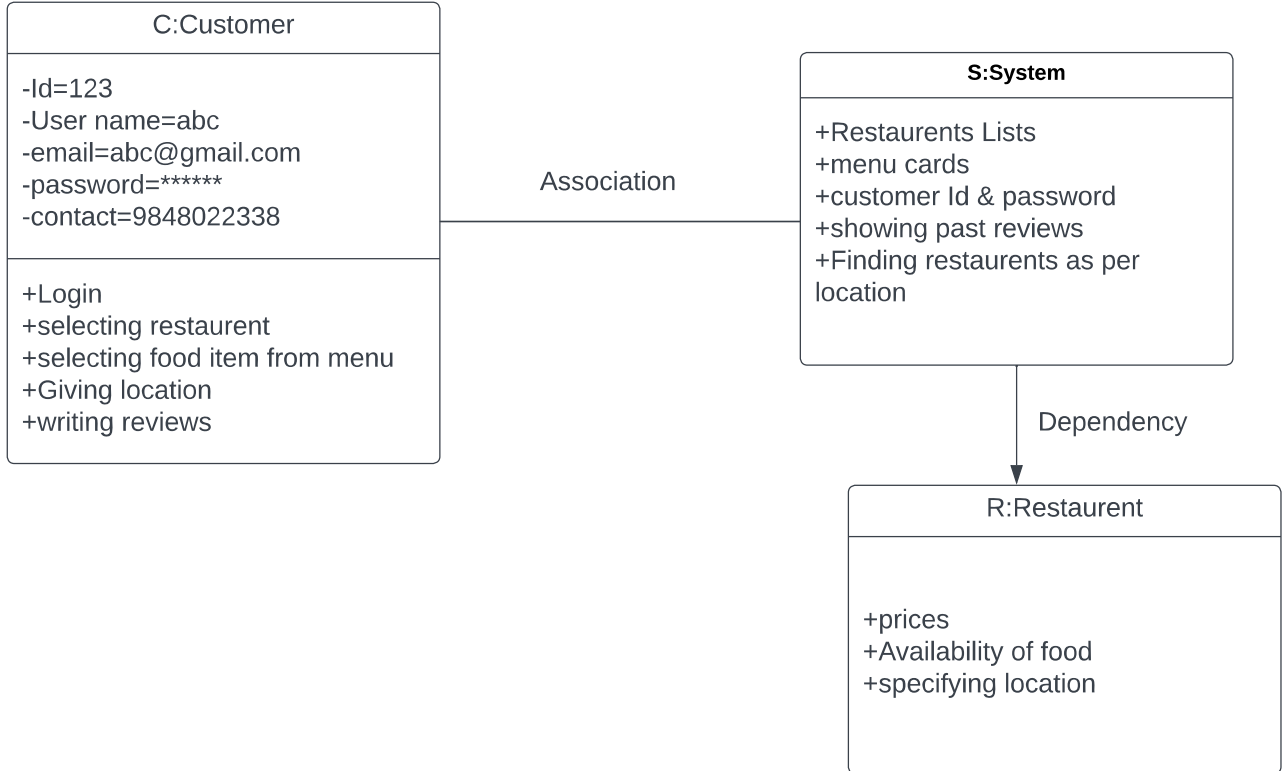 C:Customer
-Id=123
-User name=abc
-email=abc@gmail.com
-password=******
-contact=9848022338
+Login
+selecting restaurent
+selecting food item from menu
+Giving location
+writing reviews
Association
S:System
+Restaurents Lists
+menu cards
+customer Id & password
+showing past reviews
+Finding restaurents as per
location
Dependency
R:Restaurent
+prices
+Availability of food
+specifying location